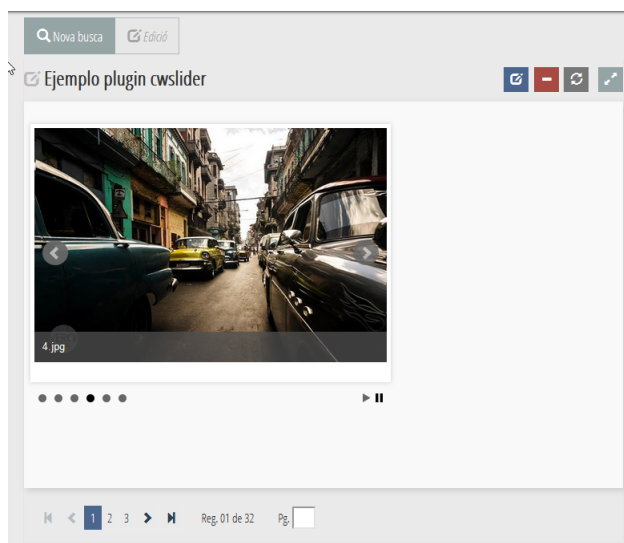 Nova busca Edició
Ejemplo plugin cwslider
4.jpg
1 2 3 Reg. 01 de 32 Pg.